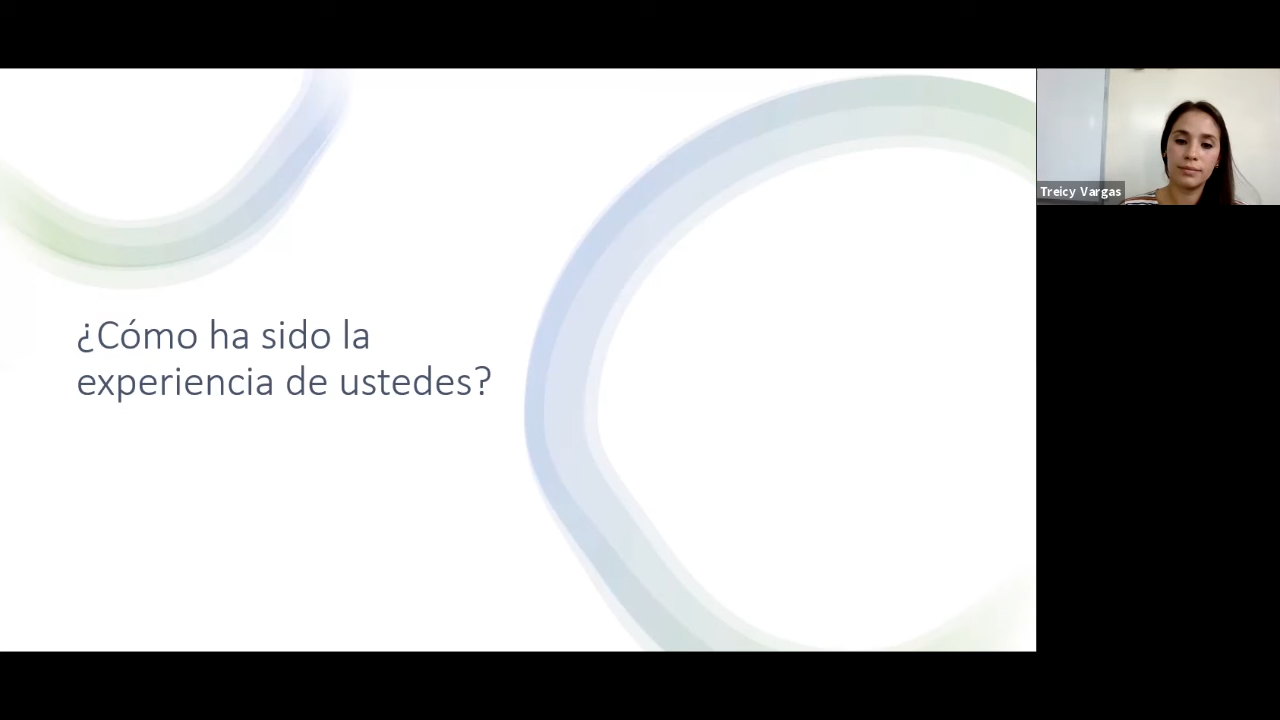 ¿Cómo ha sido la
experiencia de ustedes?
Treicy Vargas